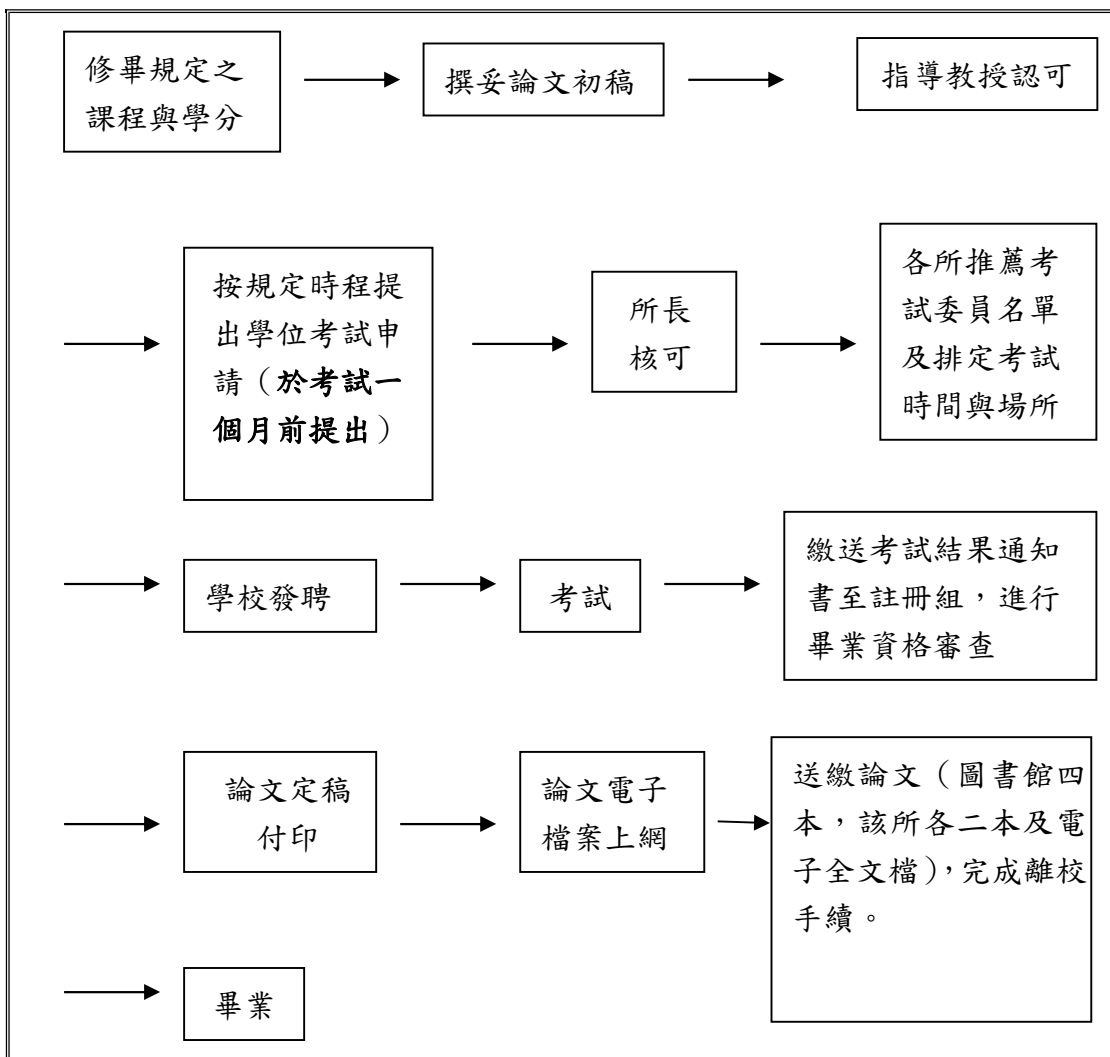 修畢規定之
課程與學分
撰妥論文初稿
指導教授認可
按規定時程提
出學位考試申
請（於考試一
個月前提出）
所長
核可
各所推薦考
試委員名單
及排定考試
時間與場所
學校發聘
考試
繳送考試結果通知
書至註冊組，進行
畢業資格審查
論文定稿
付印
論文電子
檔案上網
送繳論文（圖書館四
本，該所各二本及電
子全文檔），完成離校
手續。
畢業